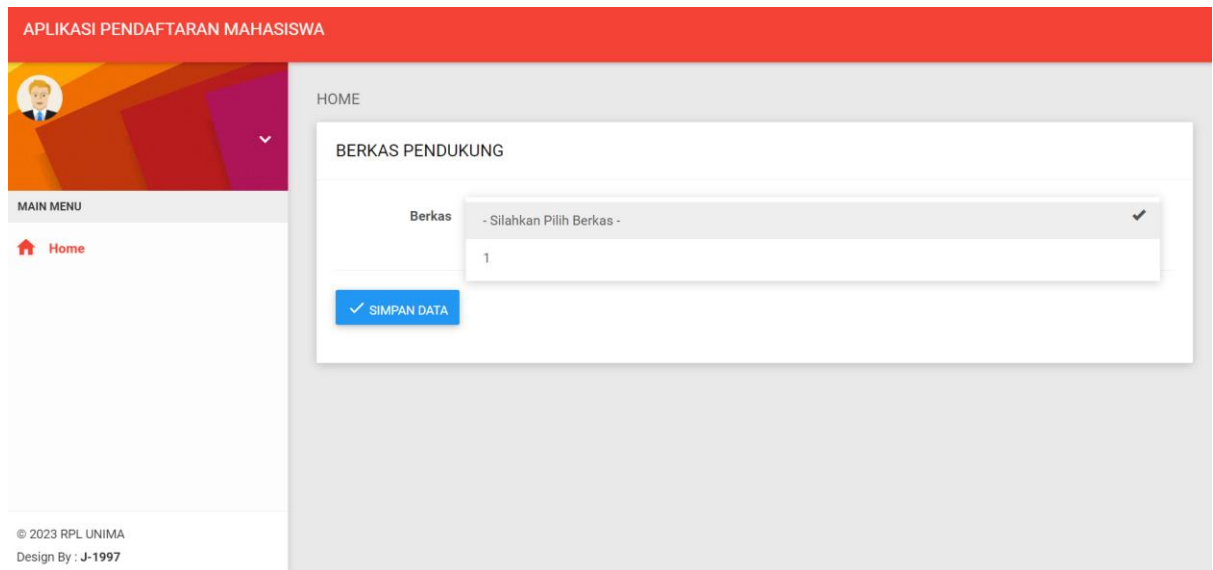 APLIKASI PENDAFTARAN MAHASISWA
HOME
BERKAS PENDUKUNG
MAIN MENU
Home
Berkas
- Silahkan Pilih Berkas -
1
SIMPAN DATA
© 2023 RPL UNIMA
Design By : J-1997